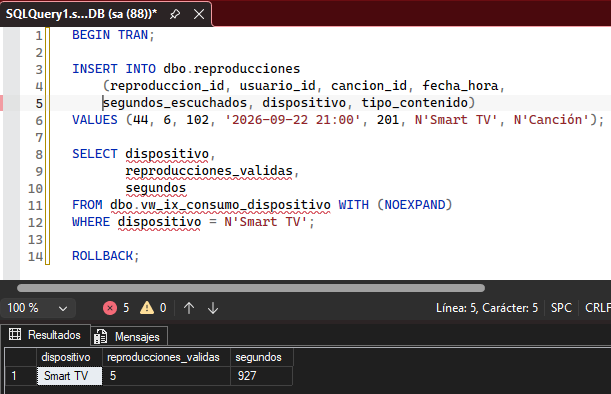 SQLQuery1.s...DB (sa (88))*
1 BEGIN TRAN;
2
3 INSERT INTO dbo.reproducciones
4 (reproduccion_id, usuario_id, cancion_id, fecha_hora,
5 segundos_escuchados, dispositivo, tipo_contenido)
6 VALUES (44, 6, 102, '2026-09-22 21:00', 201, N'Smart TV', N'Canción');
7
8 SELECT dispositivo,
9 reproducciones_validas,
10 segundos
11 FROM dbo.vw_ix_consumo_dispositivo WITH (NOEXPAND)
12 WHERE dispositivo = N'Smart TV';
13
14 ROLLBACK;
100 % 5 0 Línea: 5, Carácter: 5 SPC CRLF
Resultados Mensajes
dispositivo reproducciones_validas segundos
1 Smart TV 5 927